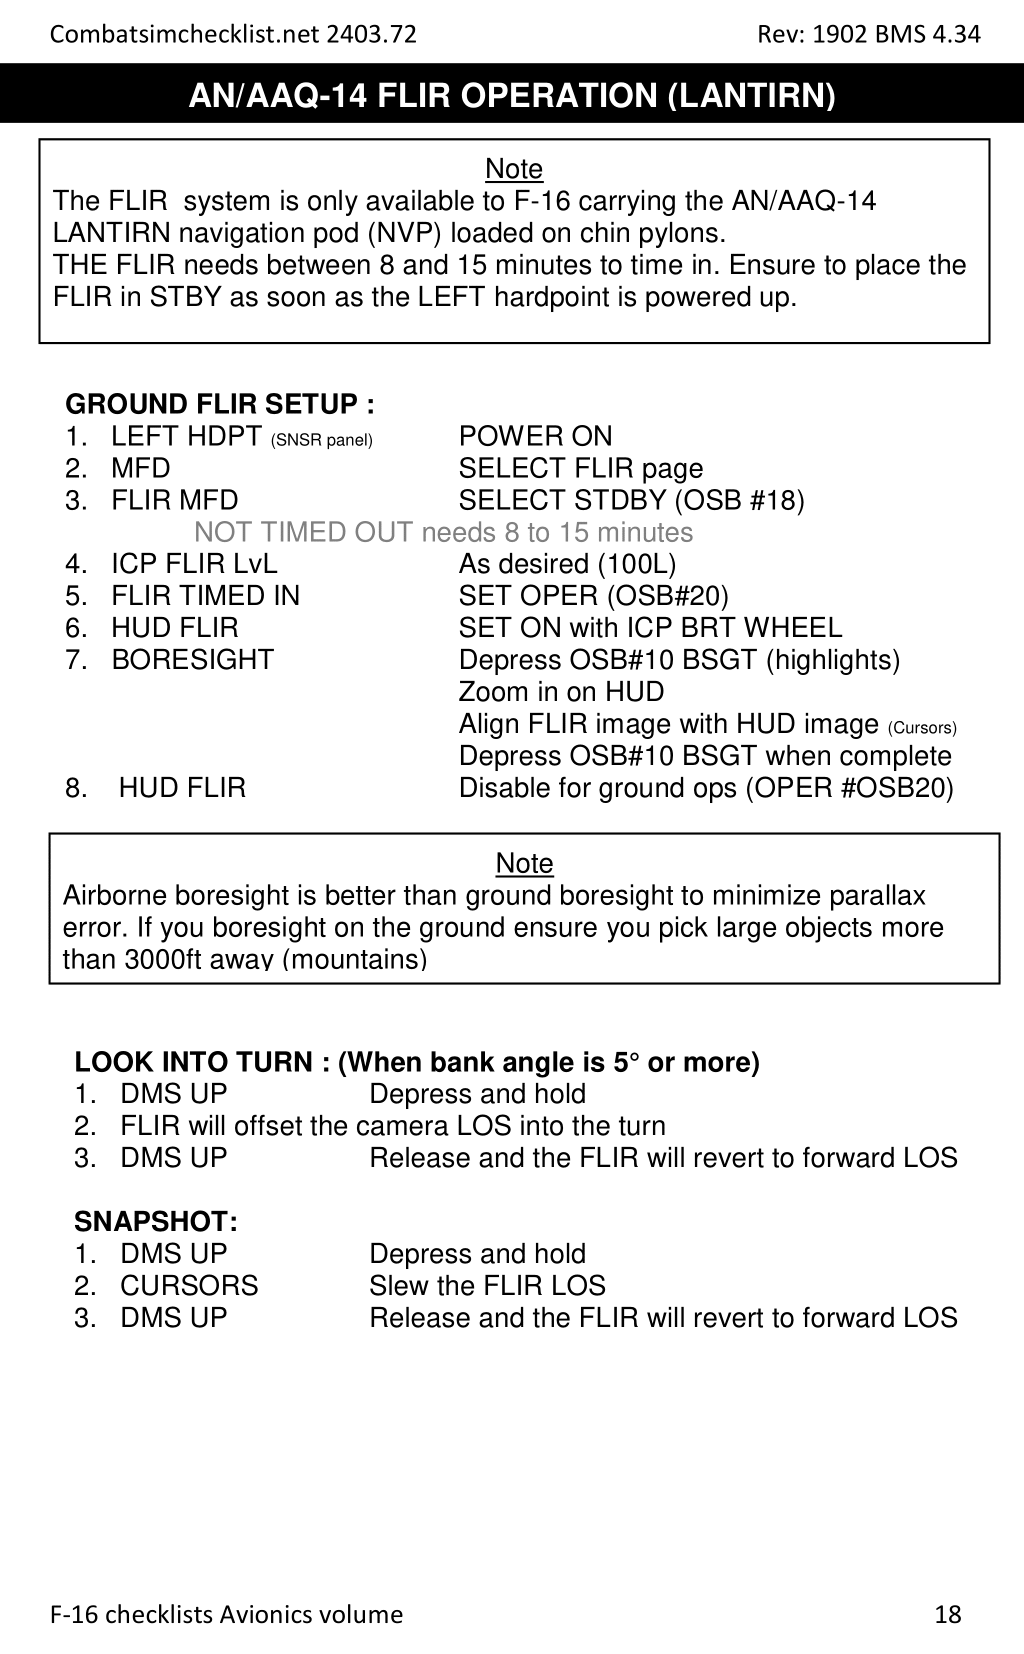 Combatsimchecklist.net 2403.72 Rev: 1902 BMS 4.34
AN/AAQ-14 FLIR OPERATION (LANTIRN)
Note
The FLIR  system is only available to F-16 carrying the AN/AAQ-14
LANTIRN navigation pod (NVP) loaded on chin pylons.
THE FLIR needs between 8 and 15 minutes to time in. Ensure to place the
FLIR in STBY as soon as the LEFT hardpoint is powered up.
GROUND FLIR SETUP :
1. LEFT HDPT (SNSR panel) POWER ON
2. MFD SELECT FLIR page
3. FLIR MFD SELECT STDBY (OSB #18)
NOT TIMED OUT needs 8 to 15 minutes
4. ICP FLIR LvL As desired (100L)
5. FLIR TIMED IN SET OPER (OSB#20)
6. HUD FLIR SET ON with ICP BRT WHEEL
7. BORESIGHT Depress OSB#10 BSGT (highlights)
Zoom in on HUD
Align FLIR image with HUD image (Cursors)
Depress OSB#10 BSGT when complete
8. HUD FLIR Disable for ground ops (OPER #OSB20)
Note
Airborne boresight is better than ground boresight to minimize parallax
error. If you boresight on the ground ensure you pick large objects more
than 3000ft away (mountains)
LOOK INTO TURN : (When bank angle is 5° or more)
1. DMS UP Depress and hold
2. FLIR will offset the camera LOS into the turn
3. DMS UP Release and the FLIR will revert to forward LOS
SNAPSHOT:
1. DMS UP Depress and hold
2. CURSORS Slew the FLIR LOS
3. DMS UP Release and the FLIR will revert to forward LOS
F-16 checklists Avionics volume 18